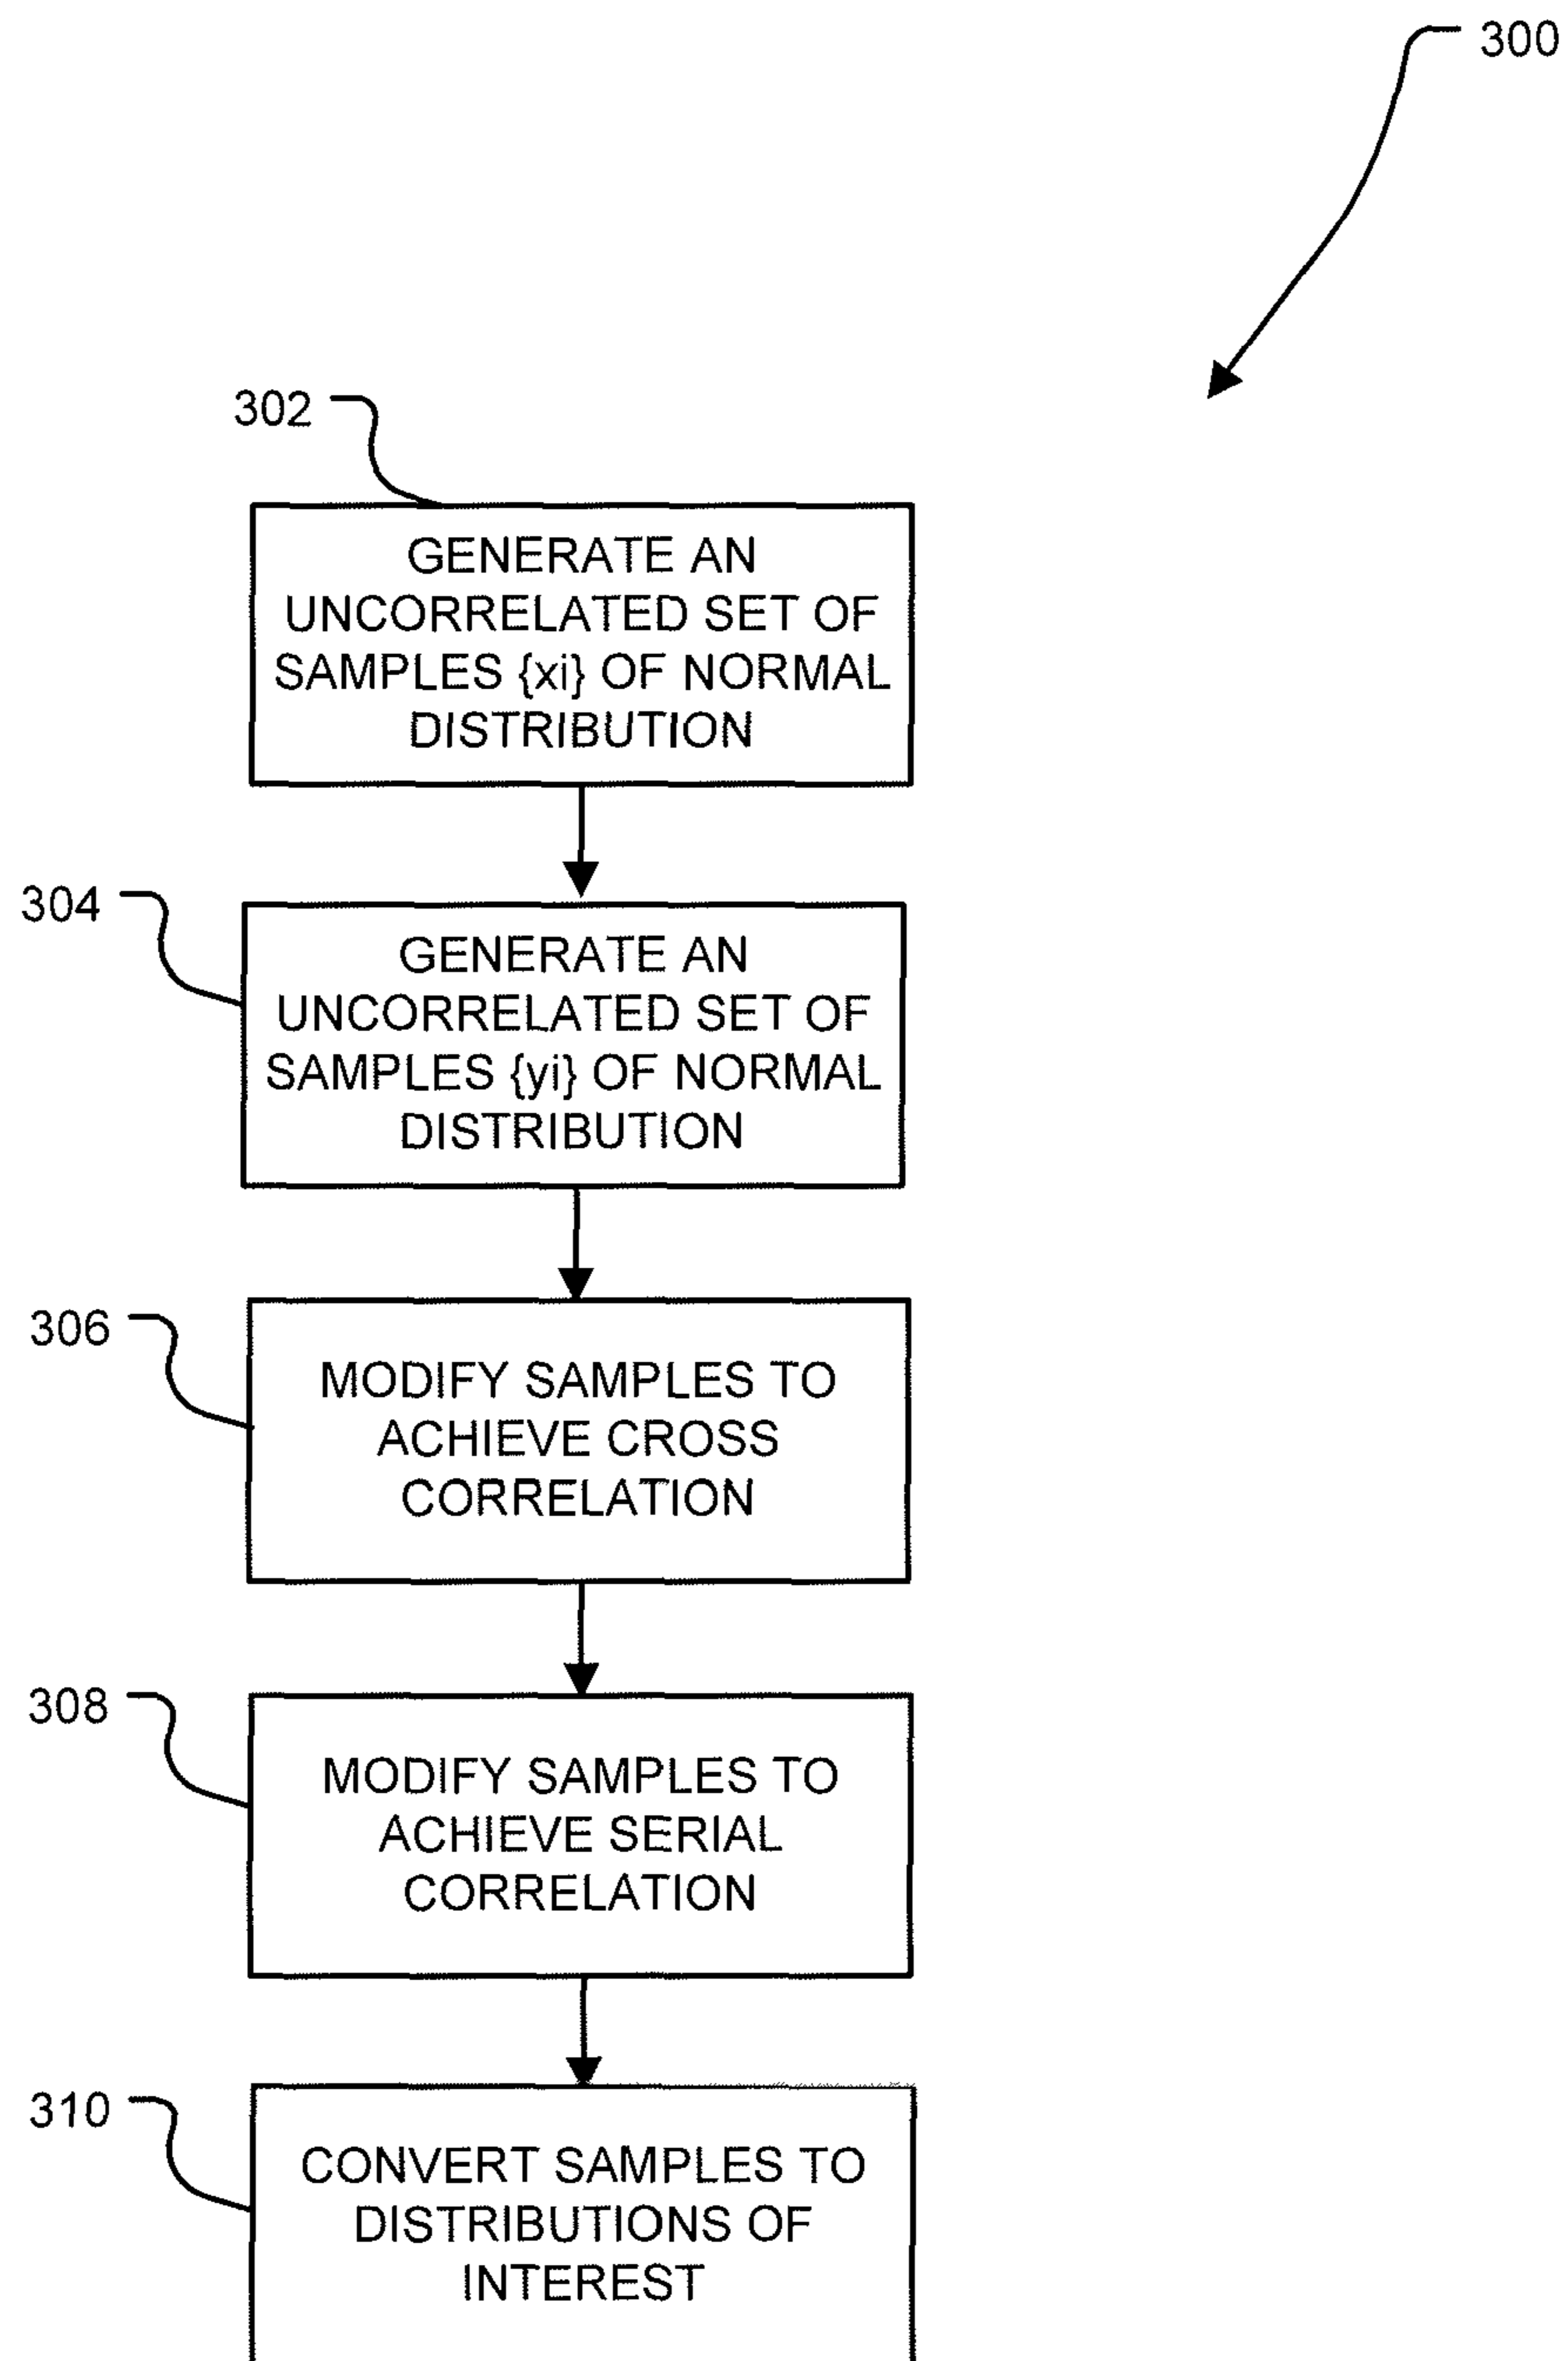 300
302
GENERATE AN
UNCORRELATED SET OF
SAMPLES {xi} OF NORMAL
DISTRIBUTION
304
GENERATE AN
UNCORRELATED SET OF
SAMPLES {yi} OF NORMAL
DISTRIBUTION
306
MODIFY SAMPLES TO
ACHIEVE CROSS
CORRELATION
308
MODIFY SAMPLES TO
ACHIEVE SERIAL
CORRELATION
310
CONVERT SAMPLES TO
DISTRIBUTIONS OF
INTEREST